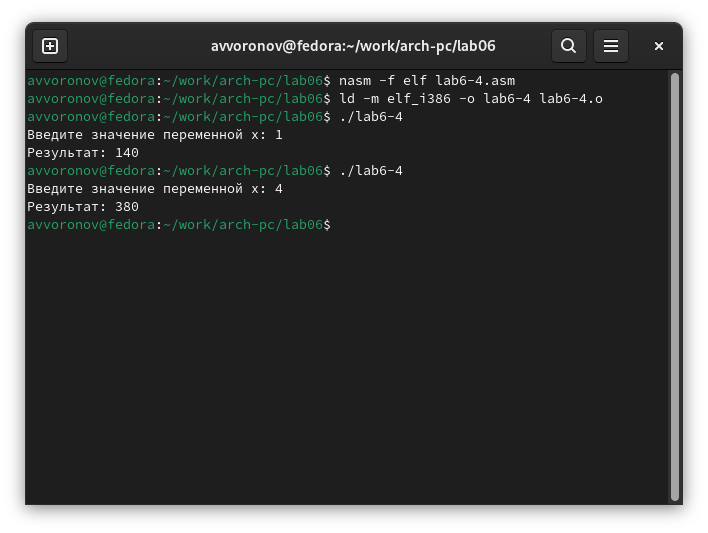 avvoronov@fedora:~/work/arch-pc/lab06
avvoronov@fedora:~/work/arch-pc/lab06$ nasm -f elf lab6-4.asm
avvoronov@fedora:~/work/arch-pc/lab06$ ld -m elf_i386 -o lab6-4 lab6-4.o
avvoronov@fedora:~/work/arch-pc/lab06$ ./lab6-4
Введите значение переменной x: 1
Результат: 140
avvoronov@fedora:~/work/arch-pc/lab06$ ./lab6-4
Введите значение переменной x: 4
Результат: 380
avvoronov@fedora:~/work/arch-pc/lab06$